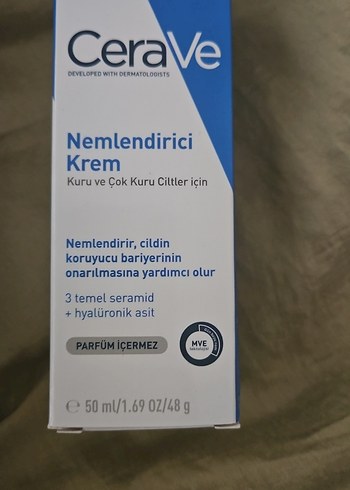 CeraVe
DEVELOPED WITH DERMATOLOGISTS
Nemlendirici
Krem
Kuru ve Çok Kuru Ciltler için
Nemlendirir, cildin
koruyucu bariyerinin
onarılmasına yardımcı olur
3 temel seramid
+ hyalüronik asit
PARFÜM İÇERMEZ
MVE
℮ 50 ml/1.69 OZ/48 g